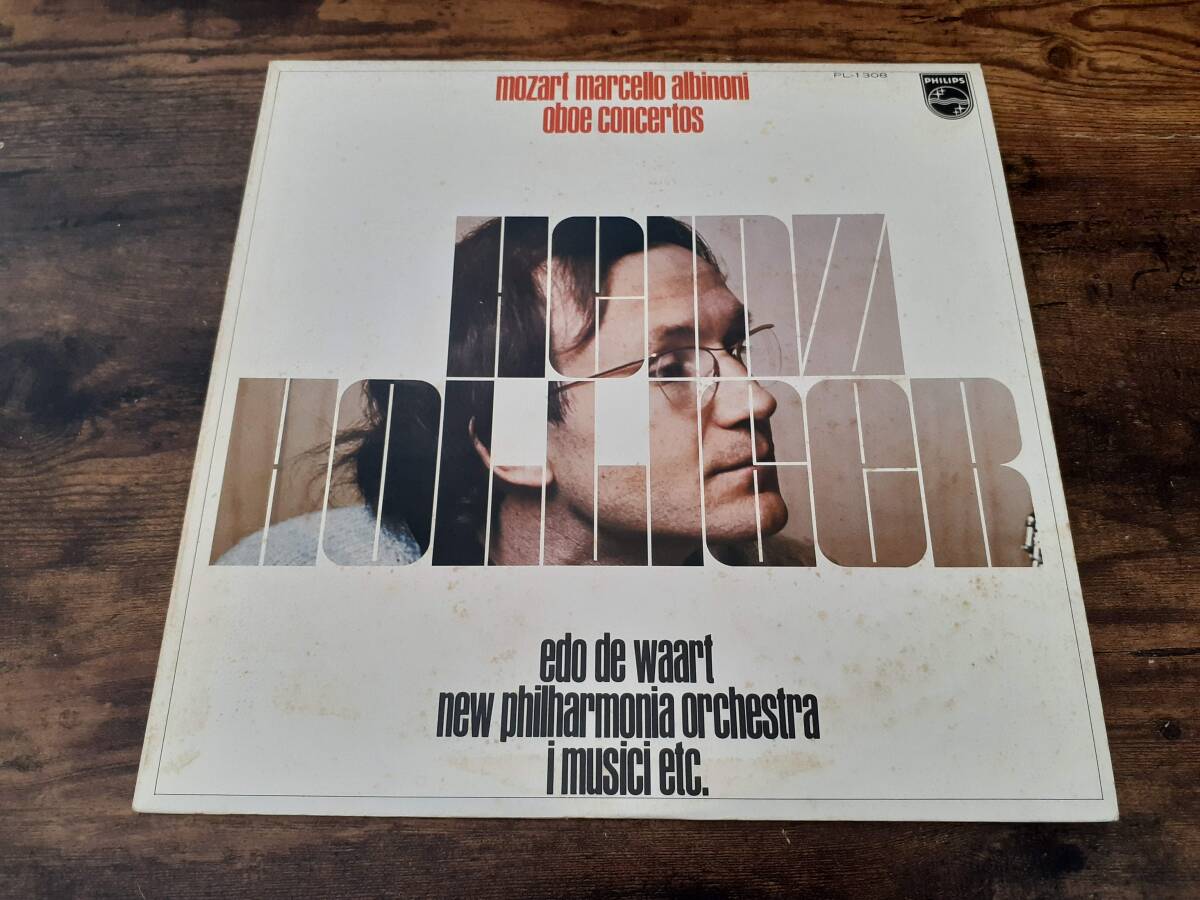 mozart marcello albinoni
oboe concertos
PL-1308
PHILIPS
HEINZ
HOLLIGER
edo de waart
new philharmonia orchestra
i musici etc.